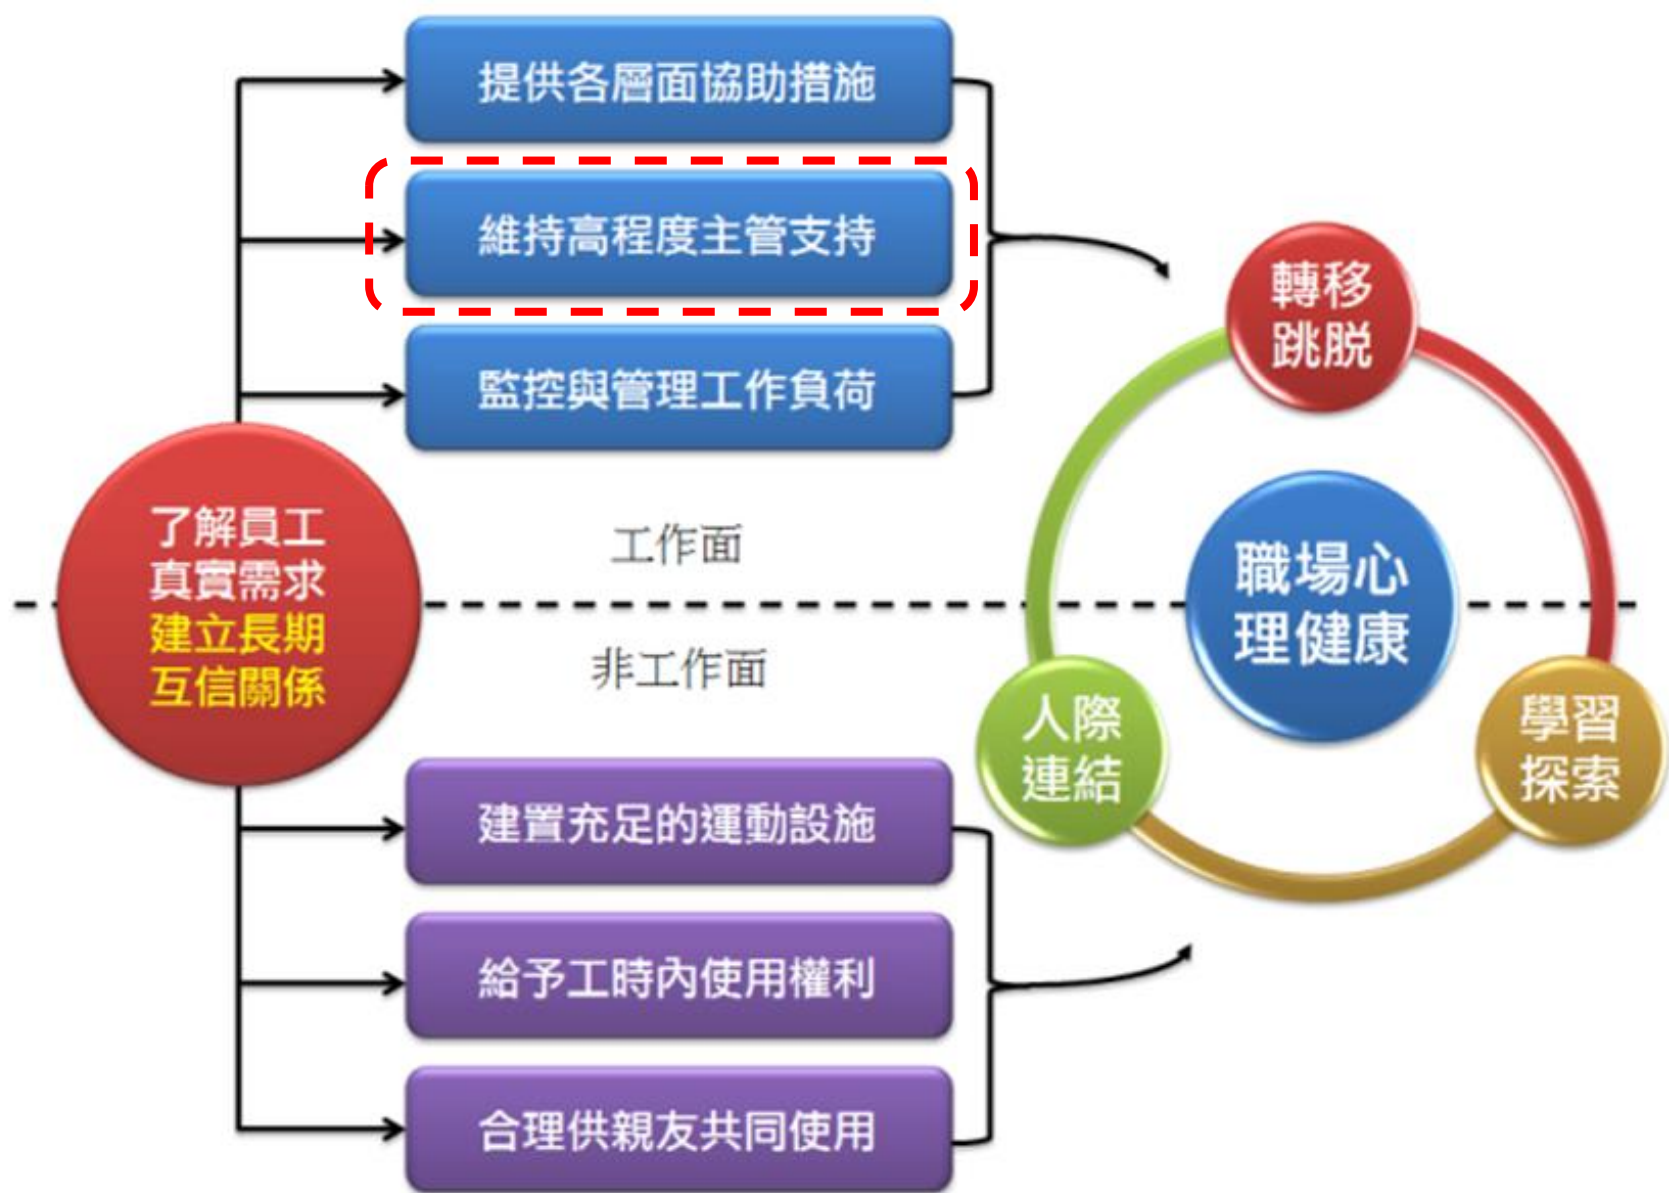 提供各層面協助措施
維持高程度主管支持
監控與管理工作負荷
了解員工
真實需求
建立長期
互信關係
工作面
非工作面
建置充足的運動設施
給予工時內使用權利
合理供親友共同使用
轉移
跳脱
職場心
理健康
人際
連結
學習
探索